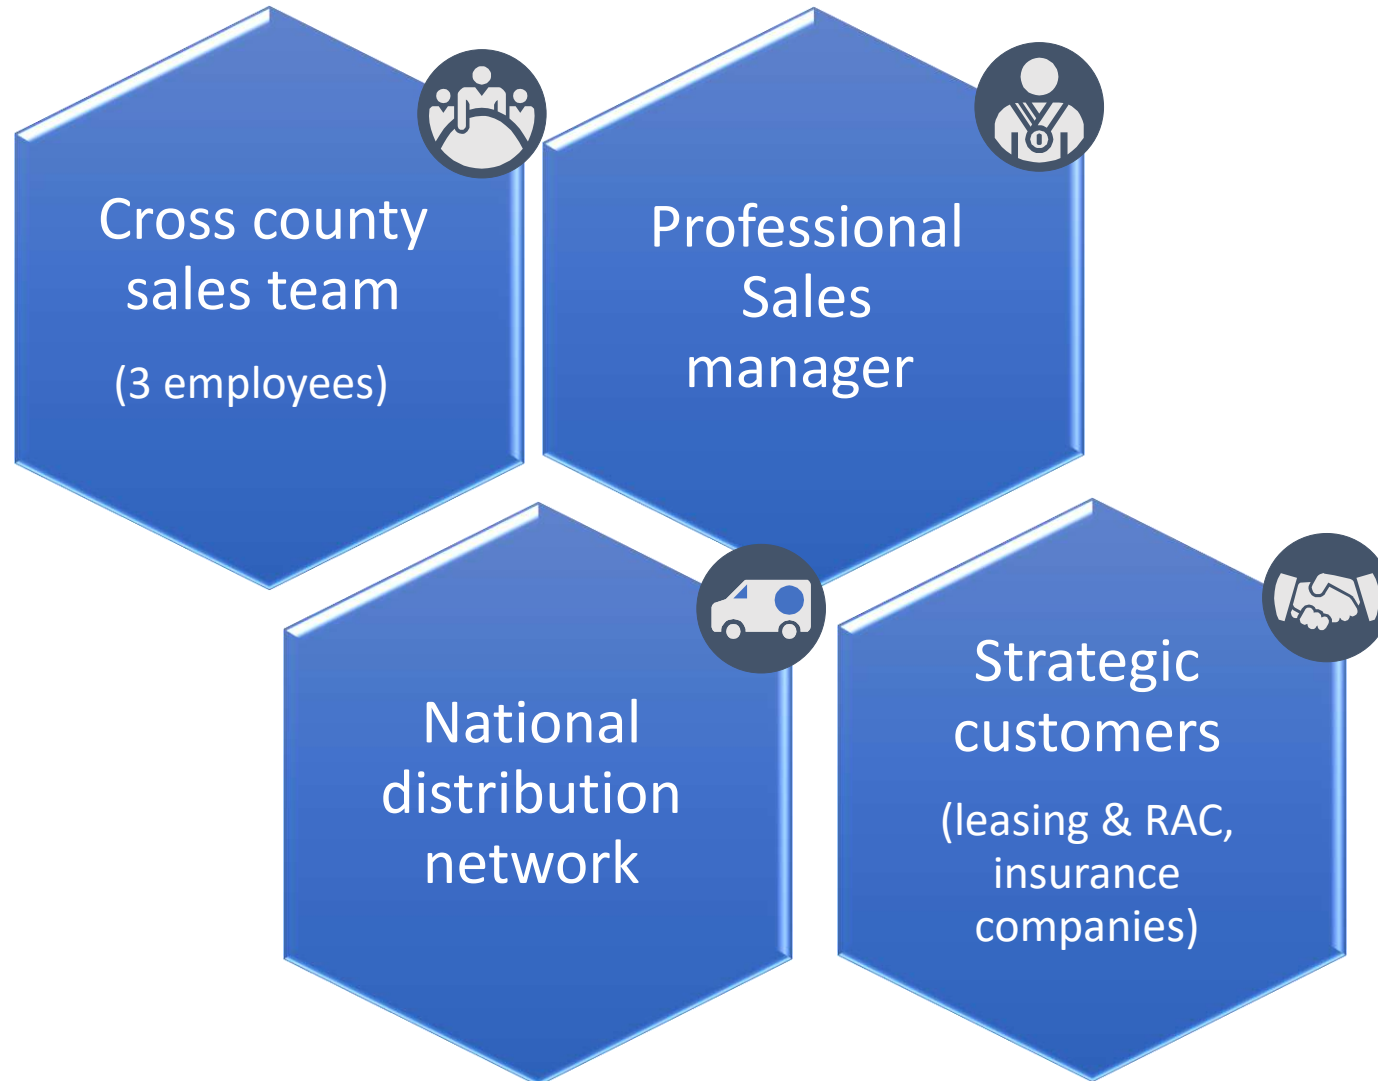 Cross county
sales team
(3 employees)
Professional
Sales
manager
National
distribution
network
Strategic
customers
(leasing & RAC,
insurance
companies)